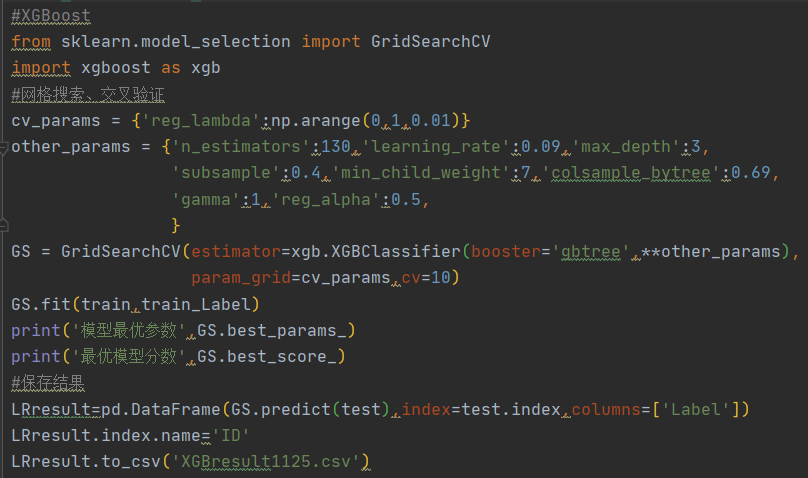 #XGBoost
from sklearn.model_selection import GridSearchCV
import xgboost as xgb
#网格搜索、交叉验证
cv_params = {'reg_lambda':np.arange(0,1,0.01)}
other_params = {'n_estimators':130,'learning_rate':0.09,'max_depth':3,
'subsample':0.4,'min_child_weight':7,'colsample_bytree':0.69,
'gamma':1,'reg_alpha':0.5,
}
GS = GridSearchCV(estimator=xgb.XGBClassifier(booster='gbtree',**other_params),
param_grid=cv_params,cv=10)
GS.fit(train,train_Label)
print('模型最优参数',GS.best_params_)
print('最优模型分数',GS.best_score_)
#保存结果
LRresult=pd.DataFrame(GS.predict(test),index=test.index,columns=['Label'])
LRresult.index.name='ID'
LRresult.to_csv('XGBresult1125.csv')